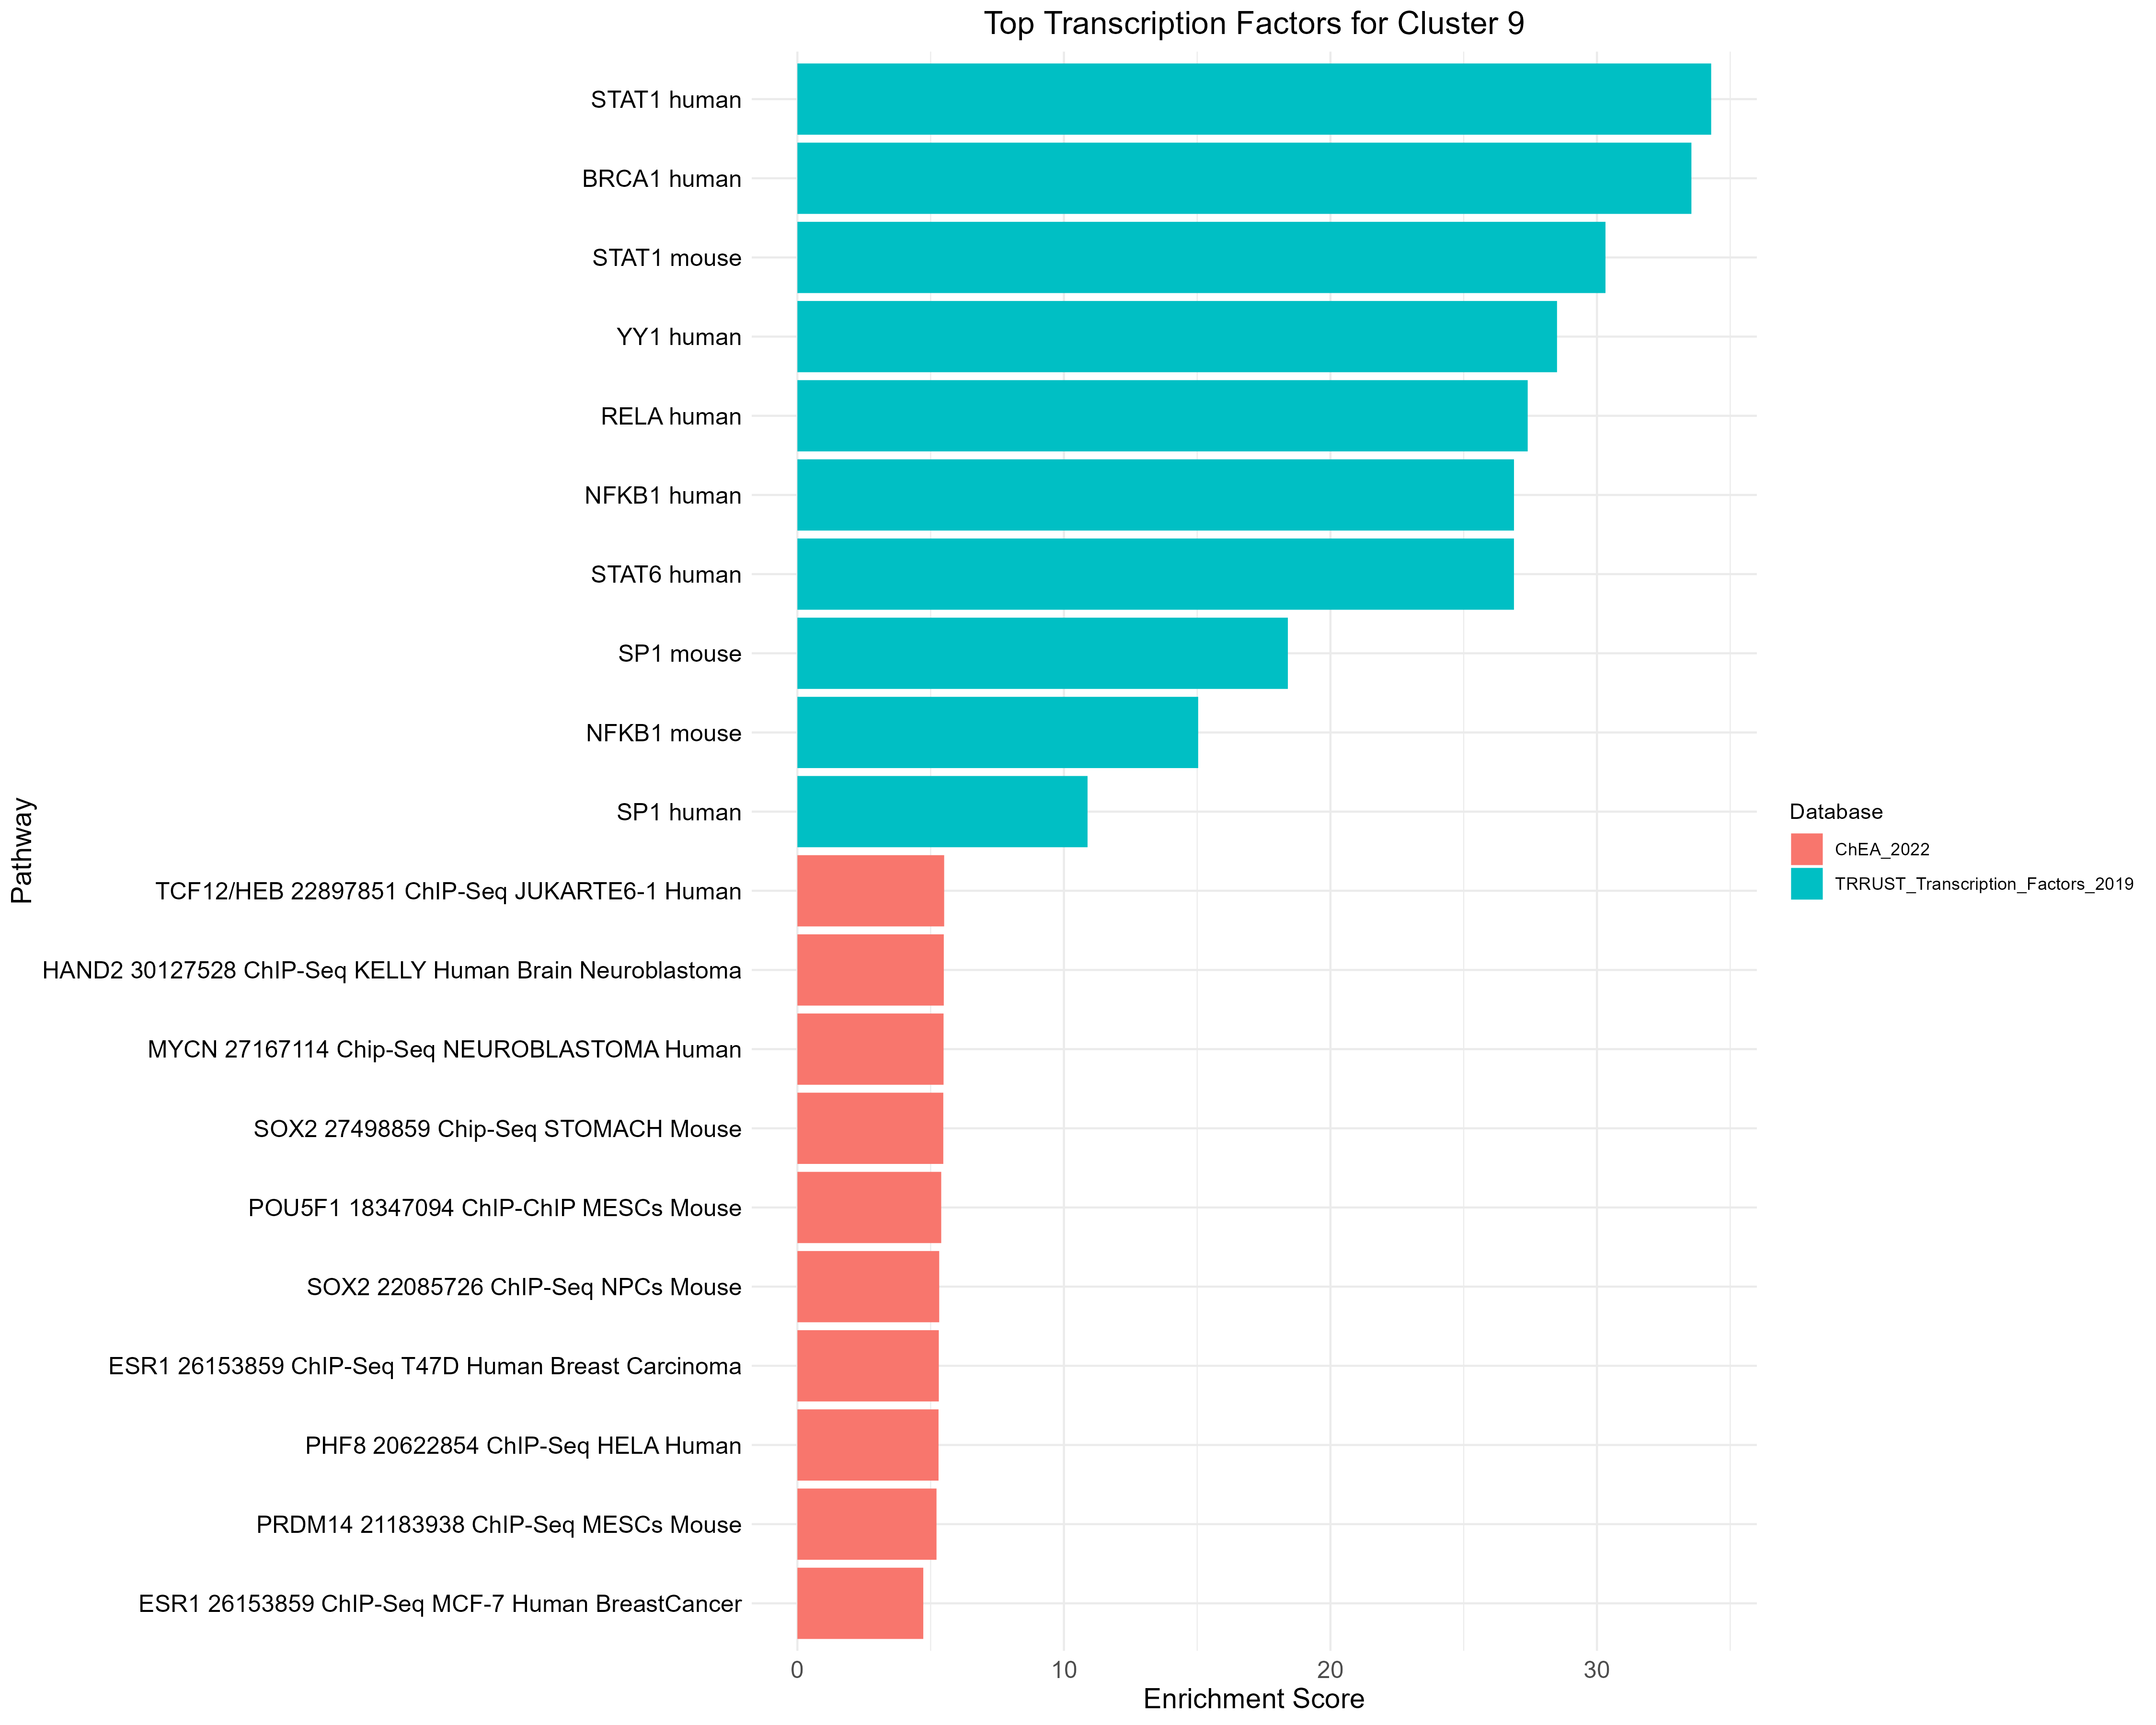 Top Transcription Factors for Cluster 9
STAT1 human
BRCA1 human
STAT1 mouse
YY1 human
RELA human
NFKB1 human
STAT6 human
SP1 mouse
NFKB1 mouse
SP1 human
TCF12/HEB 22897851 ChIP-Seq JUKARTE6-1 Human
HAND2 30127528 ChIP-Seq KELLY Human Brain Neuroblastoma
MYCN 27167114 Chip-Seq NEUROBLASTOMA Human
SOX2 27498859 Chip-Seq STOMACH Mouse
POU5F1 18347094 ChIP-ChIP MESCs Mouse
SOX2 22085726 ChIP-Seq NPCs Mouse
ESR1 26153859 ChIP-Seq T47D Human Breast Carcinoma
PHF8 20622854 ChIP-Seq HELA Human
PRDM14 21183938 ChIP-Seq MESCs Mouse
ESR1 26153859 ChIP-Seq MCF-7 Human BreastCancer
Pathway
0 10 20 30
Enrichment Score
Database
ChEA_2022
TRRUST_Transcription_Factors_2019